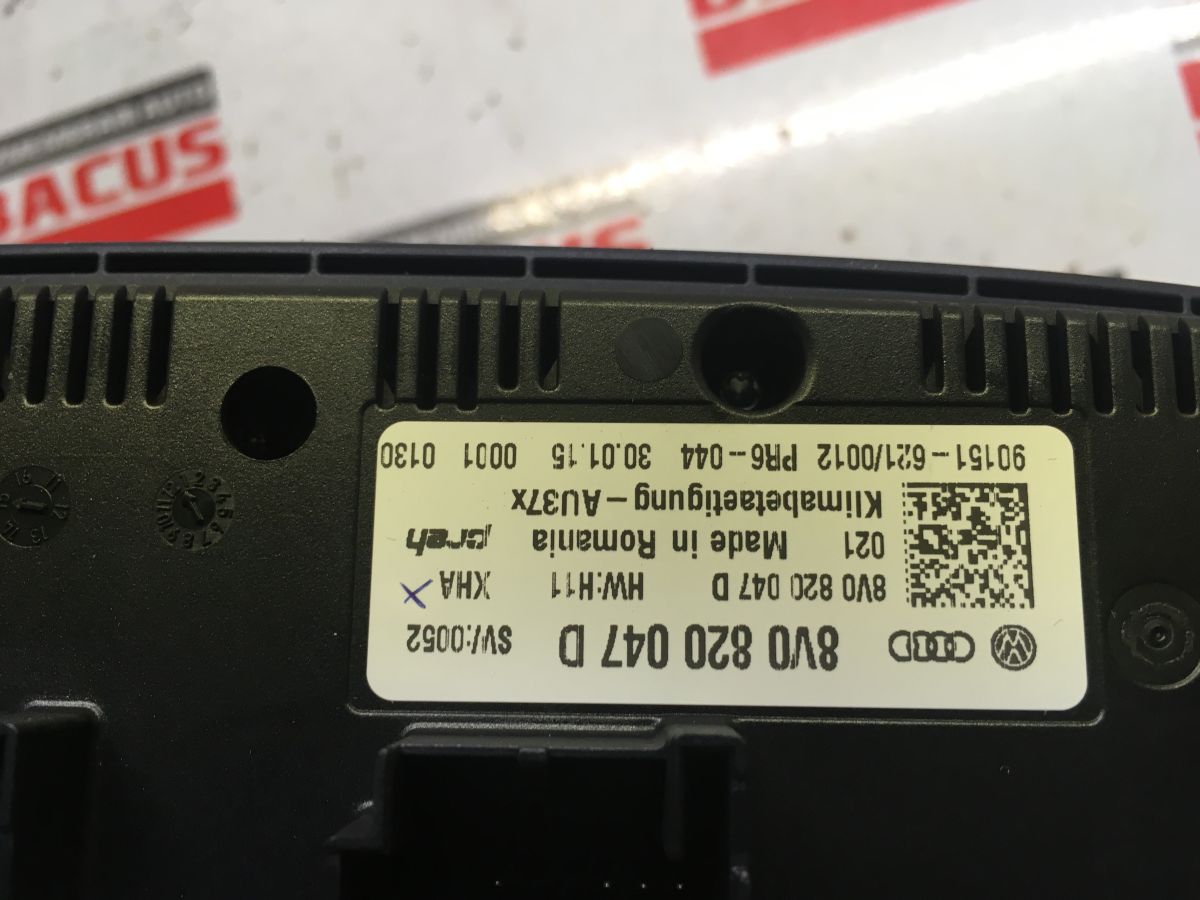 BACUS
8V0 820 047 D SW:0052
8V0 820 047 D HW:H11 XHA
021 Made in Romania preh
Klimabetaetigung-AU37x
90151-621/0012 PR6-044 30.01.15 0001 0130